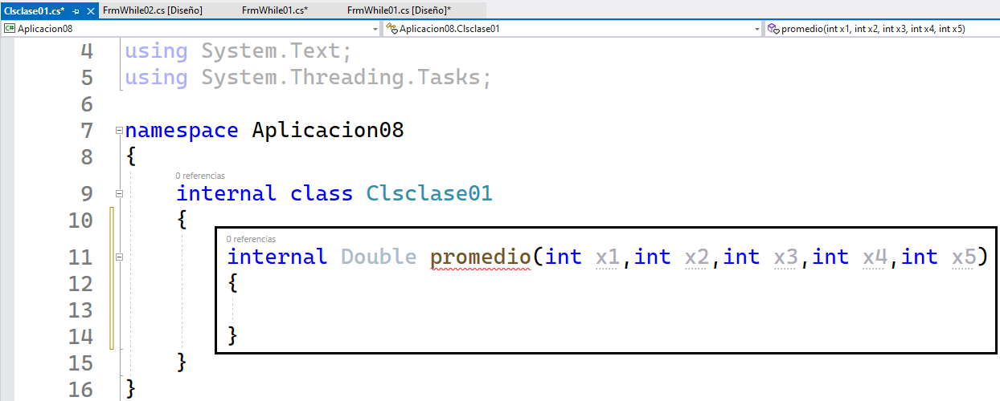 Clsclase01.cs* FrmWhile02.cs [Diseño] FrmWhile01.cs* FrmWhile01.cs [Diseño]*
C# Aplicacion08 Aplicacion08.Clsclase01 promedio(int x1, int x2, int x3, int x4, int x5)
4 using System.Text;
5 using System.Threading.Tasks;
6
7 namespace Aplicacion08
8 {
0 referencias
9 internal class Clsclase01
10 {
0 referencias
11 internal Double promedio(int x1,int x2,int x3,int x4,int x5)
12 {
13
14 }
15 }
16 }